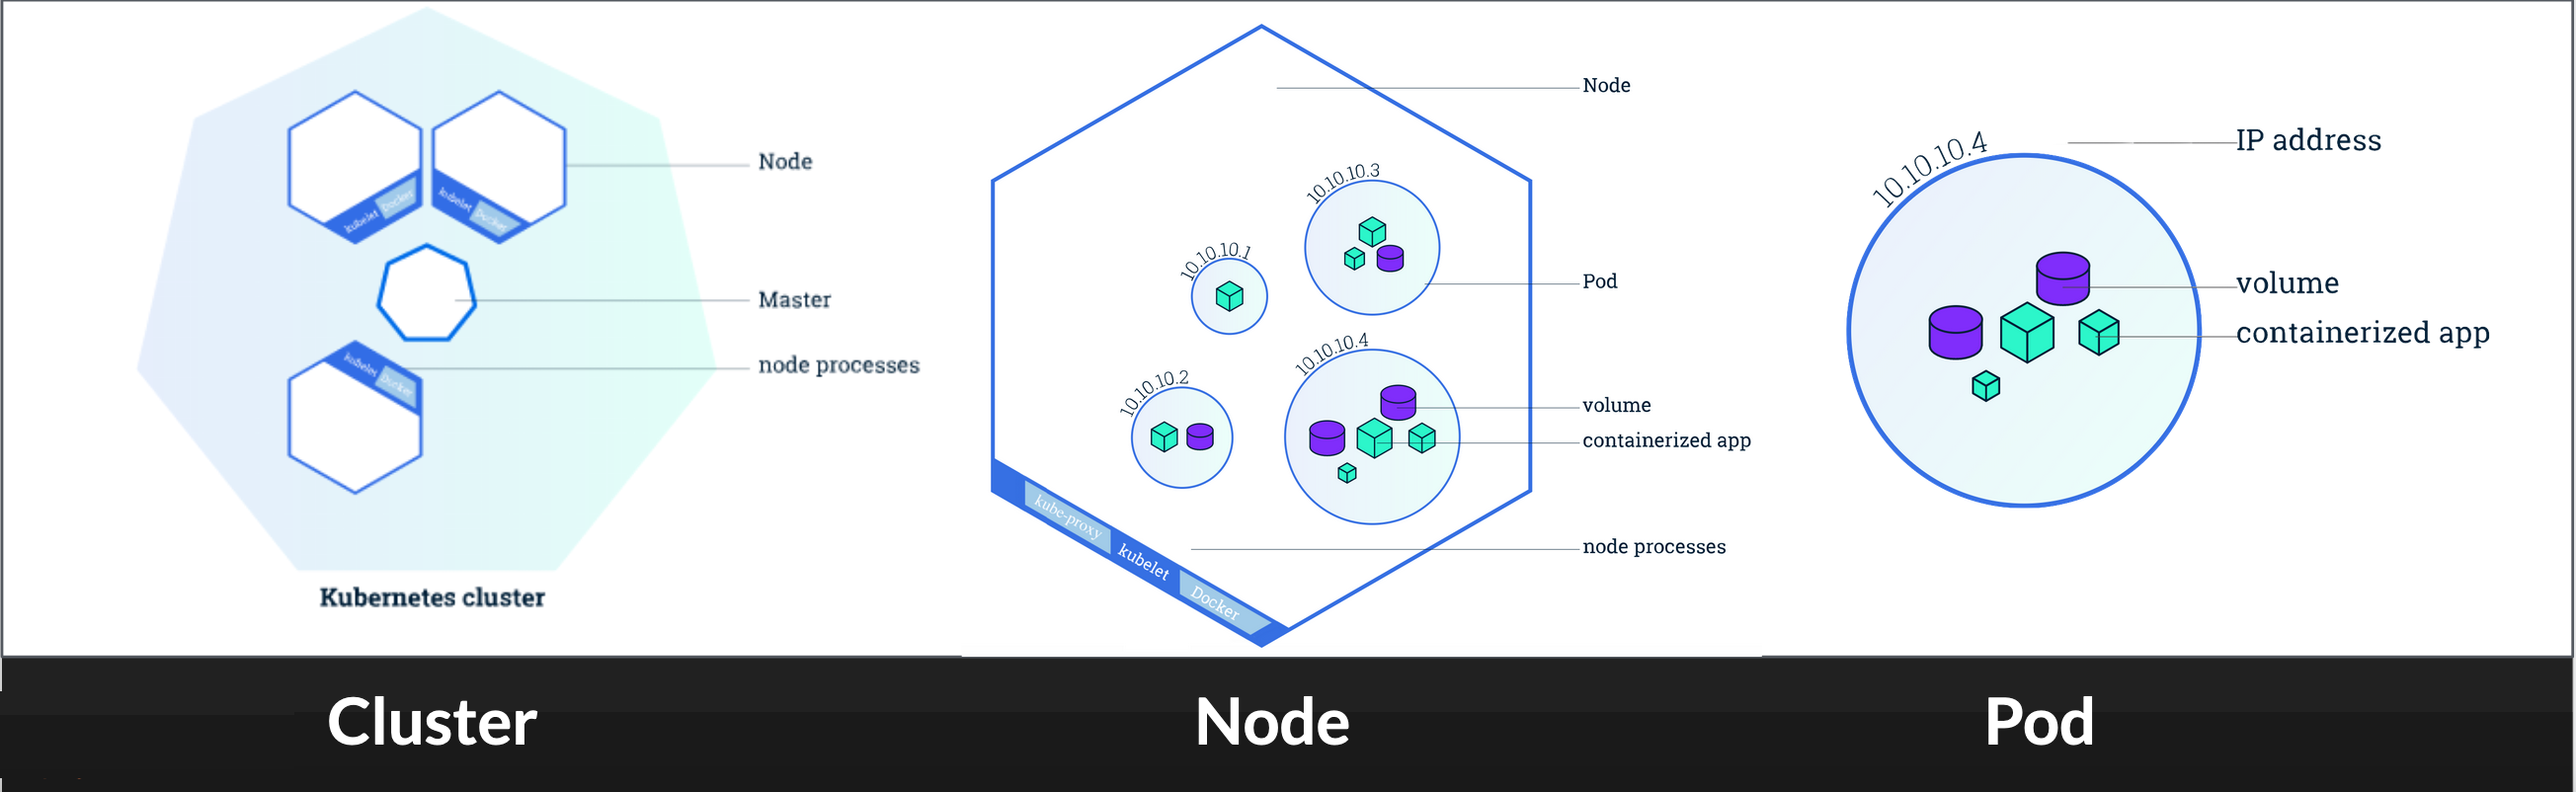 Node
kubelet
Docker
kubelet
Docker
Master
node processes
kubelet
Docker
Kubernetes cluster
Node
10.10.10.3
10.10.10.1
Pod
10.10.10.4
10.10.10.2
volume
containerized app
kube-proxy
kubelet
Docker
node processes
IP address
10.10.10.4
volume
containerized app
Cluster
Node
Pod